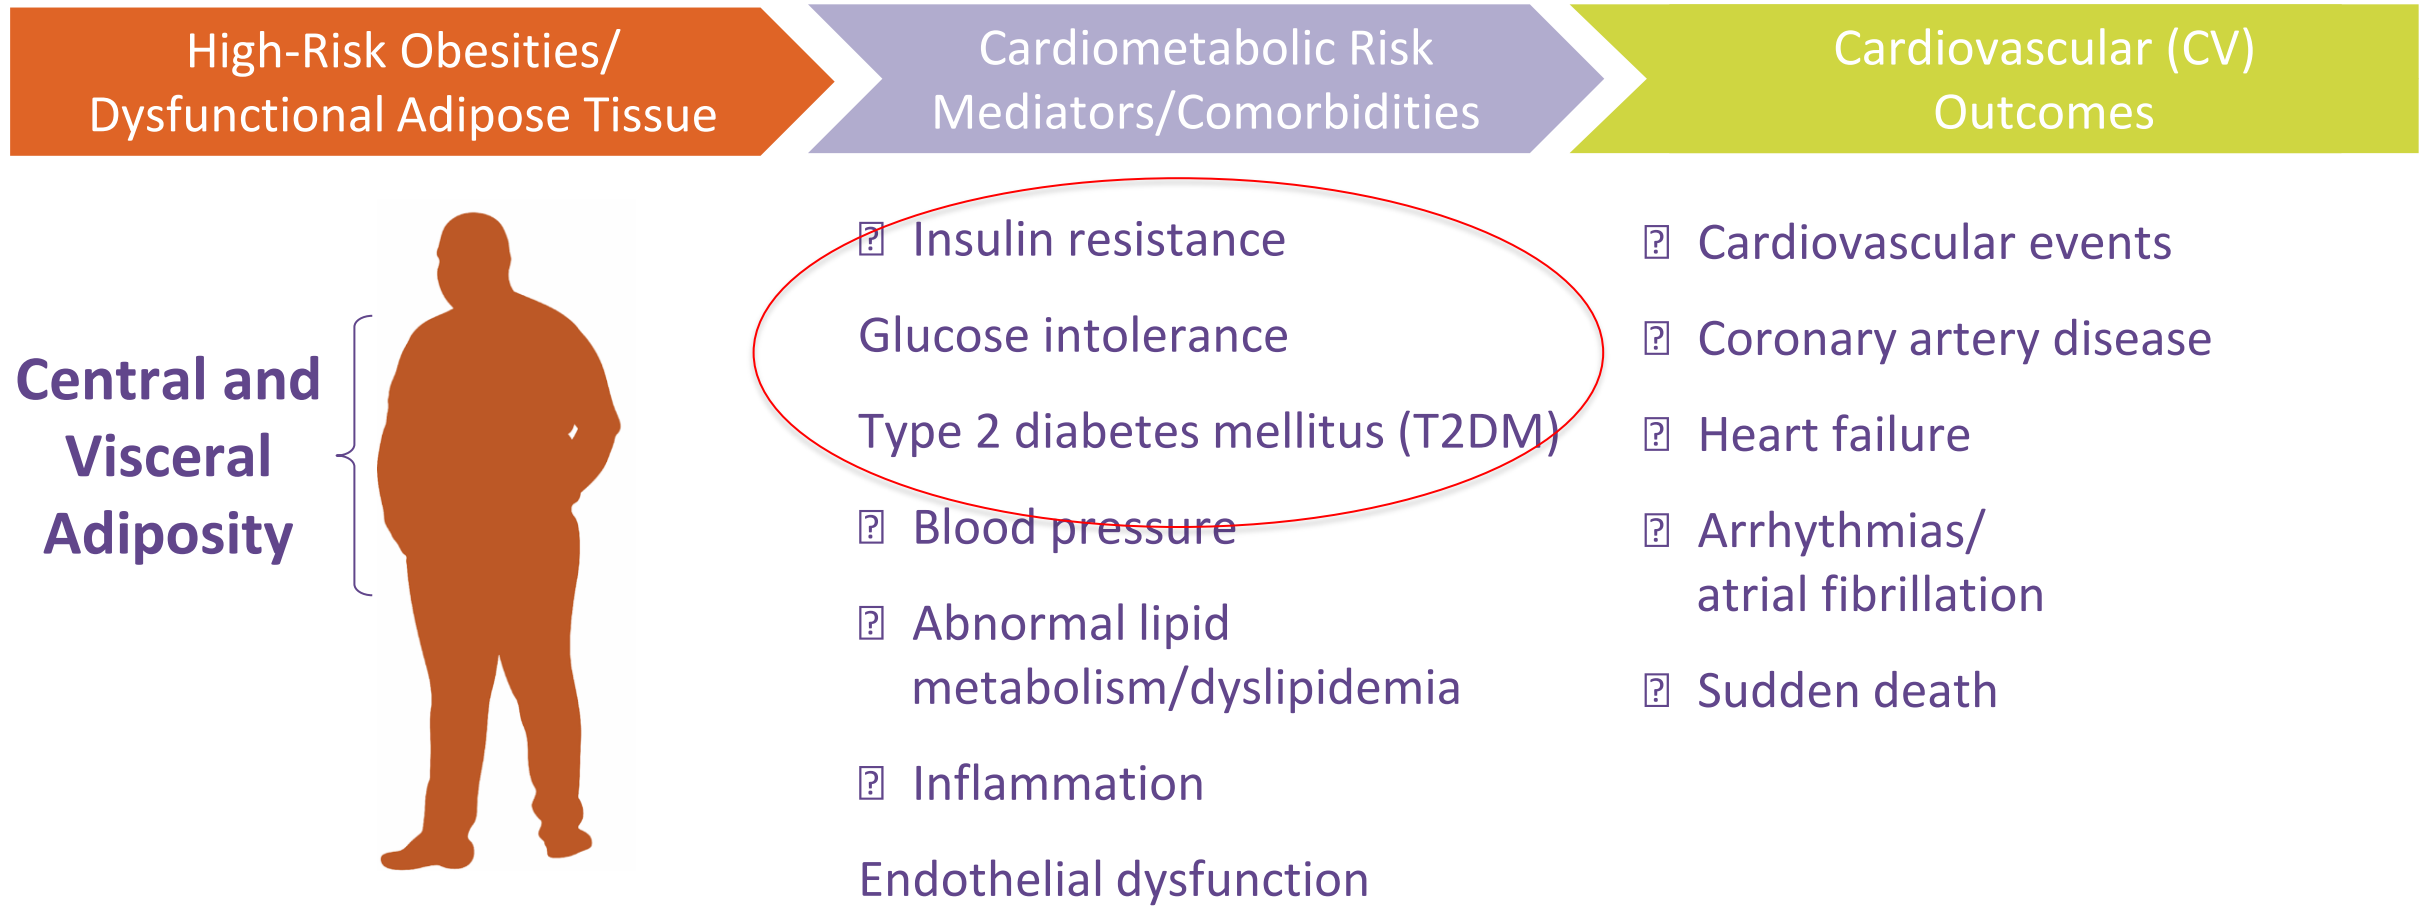 High-Risk Obesities/
Dysfunctional Adipose Tissue
Cardiometabolic Risk
Mediators/Comorbidities
Cardiovascular (CV)
Outcomes
Central and
Visceral
Adiposity
Insulin resistance
Glucose intolerance
Type 2 diabetes mellitus (T2DM)
Blood pressure
Abnormal lipid
metabolism/dyslipidemia
Inflammation
Endothelial dysfunction
Cardiovascular events
Coronary artery disease
Heart failure
Arrhythmias/
atrial fibrillation
Sudden death